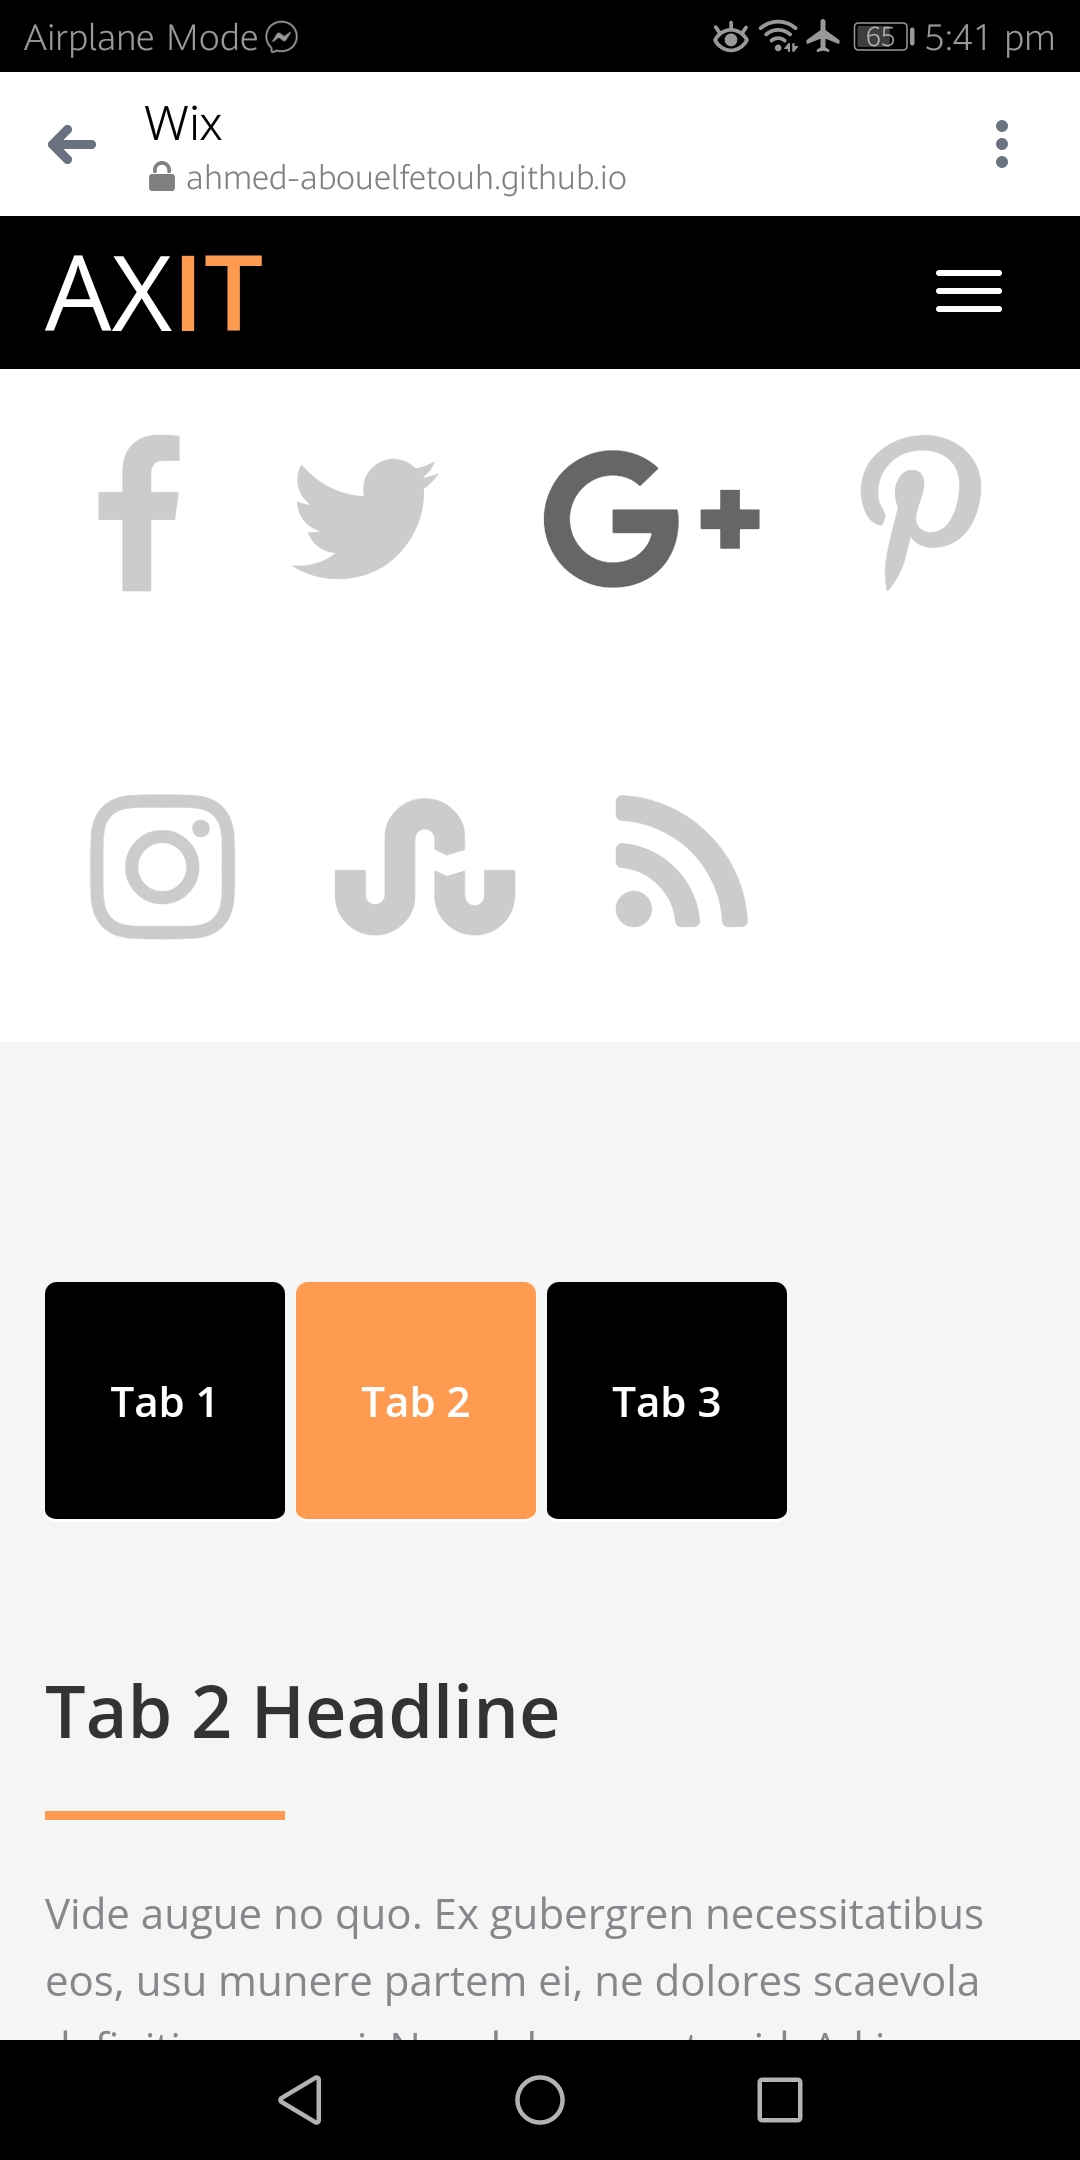 Airplane Mode 65 5:41 pm
Wix
ahmed-abouelfetouh.github.io
AXIT
G+
Tab 1 Tab 2 Tab 3
Tab 2 Headline
Vide augue no quo. Ex gubergren necessitatibus
eos, usu munere partem ei, ne dolores scaevola